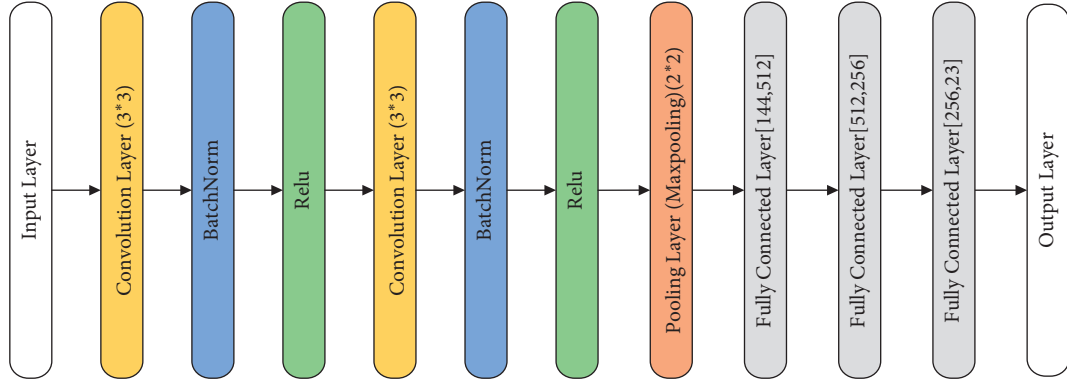 Input Layer
Convolution Layer (3*3)
BatchNorm
Relu
Convolution Layer (3*3)
BatchNorm
Relu
Pooling Layer (Maxpooling)(2*2)
Fully Connected Layer[144,512]
Fully Connected Layer[512,256]
Fully Connected Layer[256,23]
Output Layer